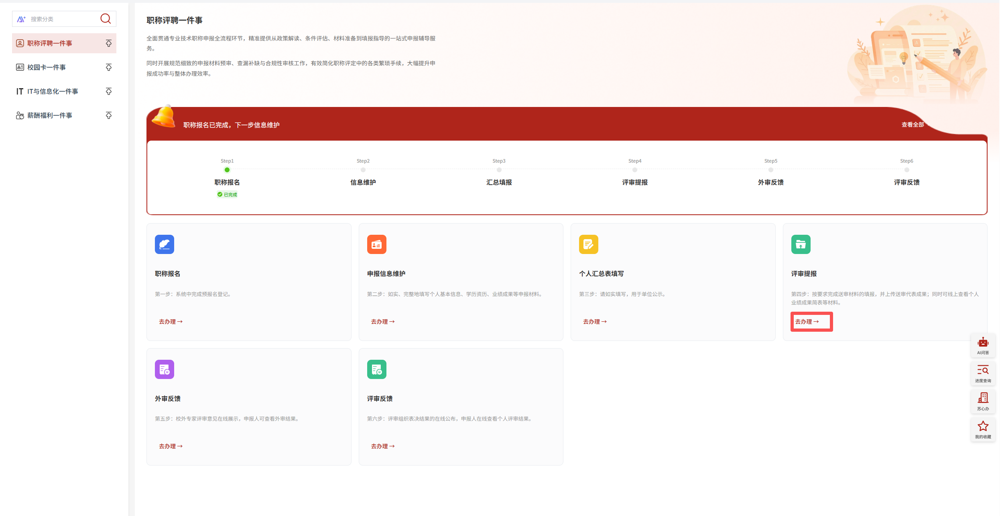 搜索分类
职称评聘一件事
校园卡一件事
IT与信息化一件事
薪酬福利一件事
职称评聘一件事
全面贯通专业技术职称申报全流程环节，精准提供从政策解读、条件评估、材料准备到填报指导的一站式申报辅导服
务。
同时开展规范细致的申报材料预审、查漏补缺与合规性审核工作，有效简化职称评定中的各类繁琐手续，大幅提升申
报成功率与整体办理效率。
职称报名已完成，下一步信息维护
查看全部
Step1
Step2
Step3
Step4
Step5
Step6
职称报名
信息维护
汇总填报
评审提报
外审反馈
评审反馈
已完成
职称报名
第一步：系统中完成预报名登记。
去办理→
申报信息维护
第二步：如实、完整地填写个人基本信息、学历资历、业绩成果等申报材料。
去办理→
个人汇总表填写
第三步：请如实填写，用于单位公示。
去办理→
评审提报
第四步：按要求完成送审材料的填报，并上传送审代表成果；同时可线上查看个人
业绩成果简表等材料。
去办理→
外审反馈
第五步：校外专家评审意见在线展示，申报人可查看外审结果。
去办理→
评审反馈
第六步：评审组织表决结果的在线公布，申报人在线查看个人评审结果。
去办理→
AI问答
进度查询
苏心办
我的收藏